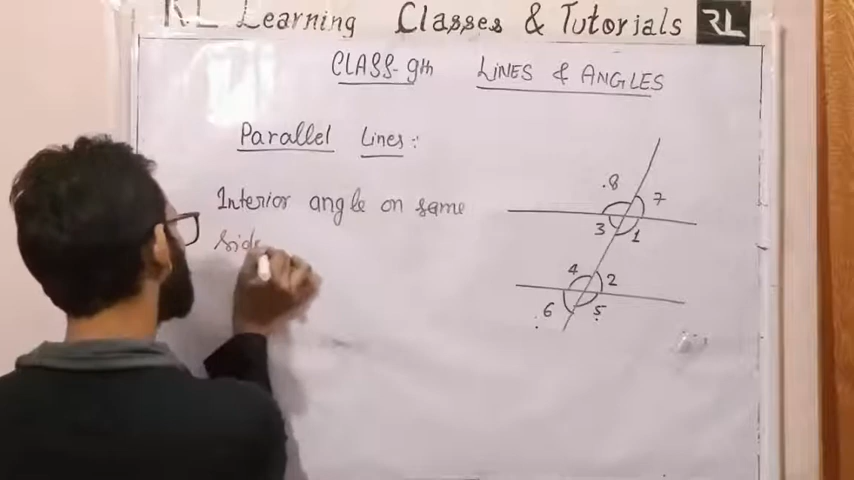 RL Learning Classes & Tutorials RL
CLASS-9th LINES & ANGLES
Parallel Lines :
Interior angle on same
side
8
7
3
1
4
2
6
5